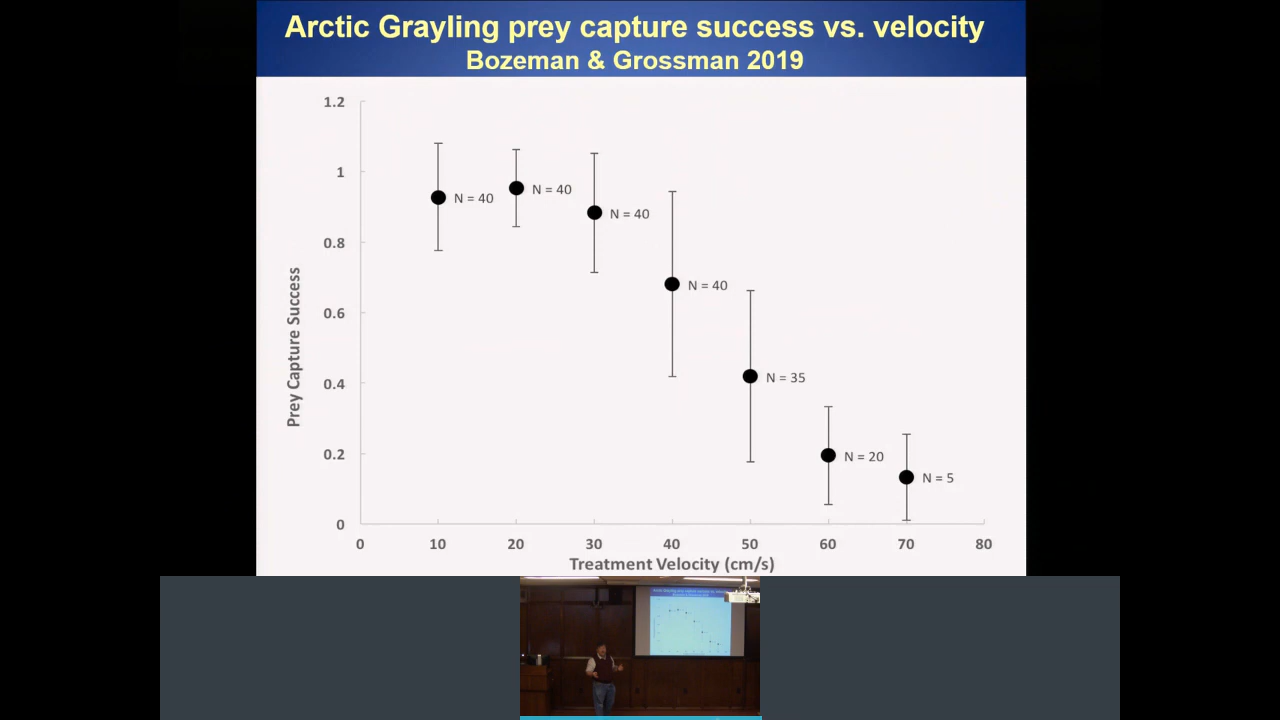 Arctic Grayling prey capture success vs. velocity
Bozeman & Grossman 2019
1.2
1
0.8
0.6
0.4
0.2
0
Prey Capture Success
N = 40
N = 40
N = 40
N = 40
N = 35
N = 20
N = 5
0 10 20 30 40 50 60 70 80
Treatment Velocity (cm/s)